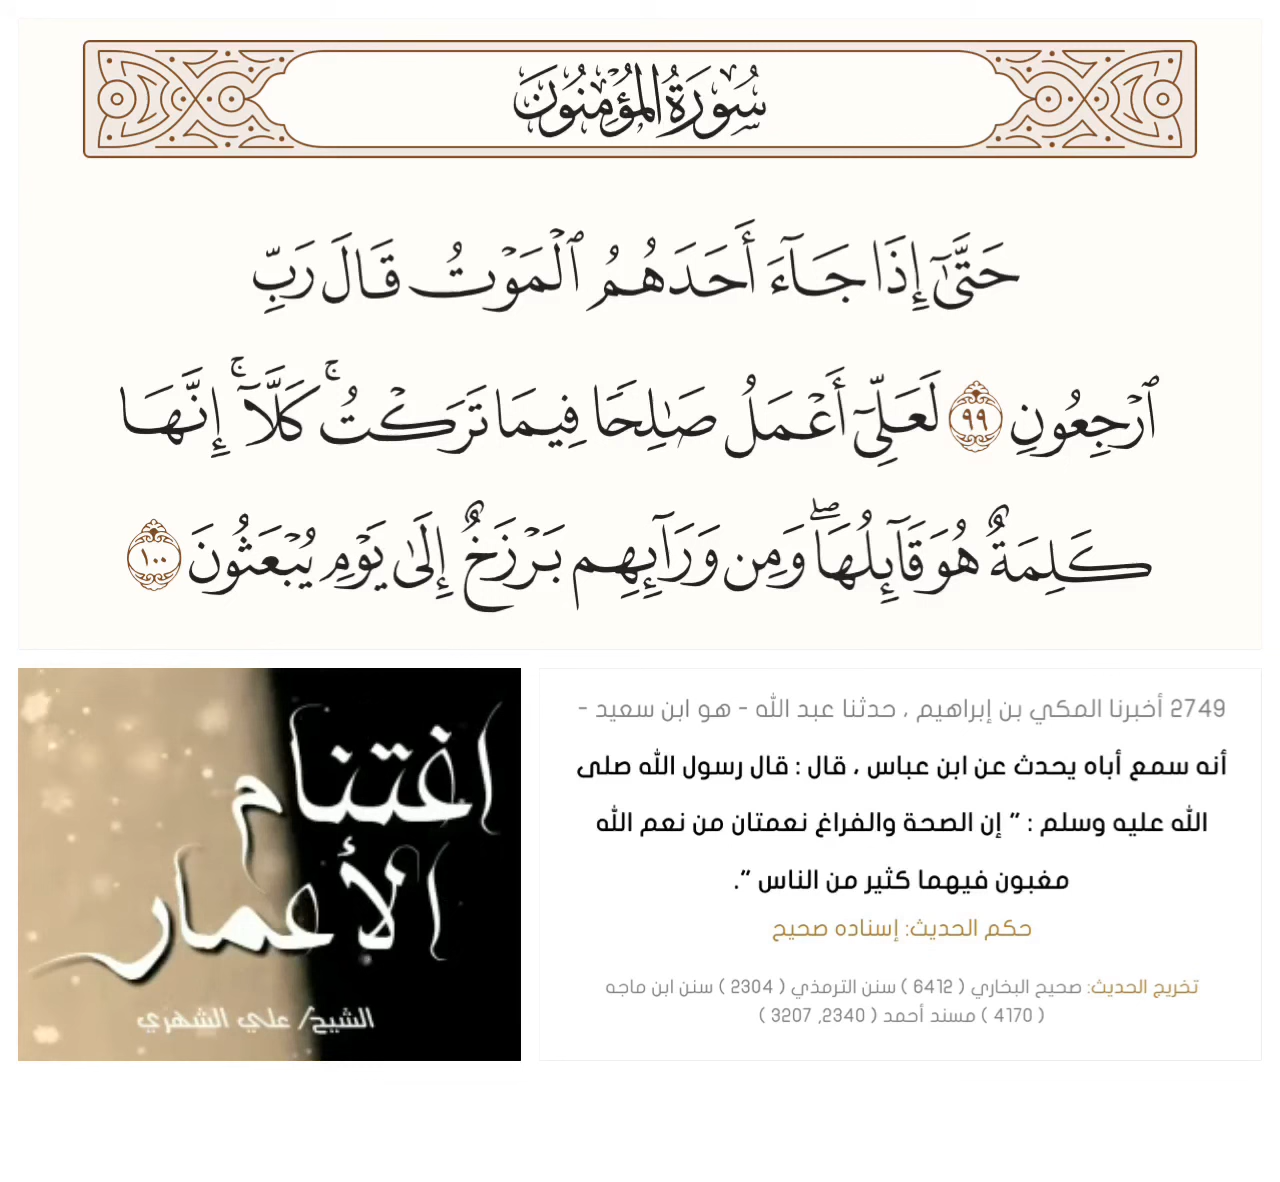 سُورَةُ المُؤْمِنُونَ
حَتَّىٰٓ إِذَا جَآءَ أَحَدَهُمُ ٱلْمَوْتُ قَالَ رَبِّ
ٱرْجِعُونِ ٩٩ لَعَلِّىٓ أَعْمَلُ صَٰلِحًا فِيمَا تَرَكْتُ ۚ كَلَّآ ۚ إِنَّهَا
كَلِمَةٌ هُوَ قَآئِلُهَا ۖ وَمِن وَرَآئِهِم بَرْزَخٌ إِلَىٰ يَوْمِ يُبْعَثُونَ ١٠٠
2749 أخبرنا المكي بن إبراهيم ، حدثنا عبد الله - هو ابن سعيد -
أنه سمع أباه يحدث عن ابن عباس ، قال : قال رسول الله صلى
الله عليه وسلم : " إن الصحة والفراغ نعمتان من نعم الله
مغبون فيهما كثير من الناس ".
حكم الحديث: إسناده صحيح
تخريج الحديث: صحيح البخاري ( 6412 ) سنن الترمذي ( 2304 ) سنن ابن ماجه
( 4170 ) مسند أحمد ( 2340, 3207 )
اغتنام
الأعمار
الشيخ/ علي الشهري